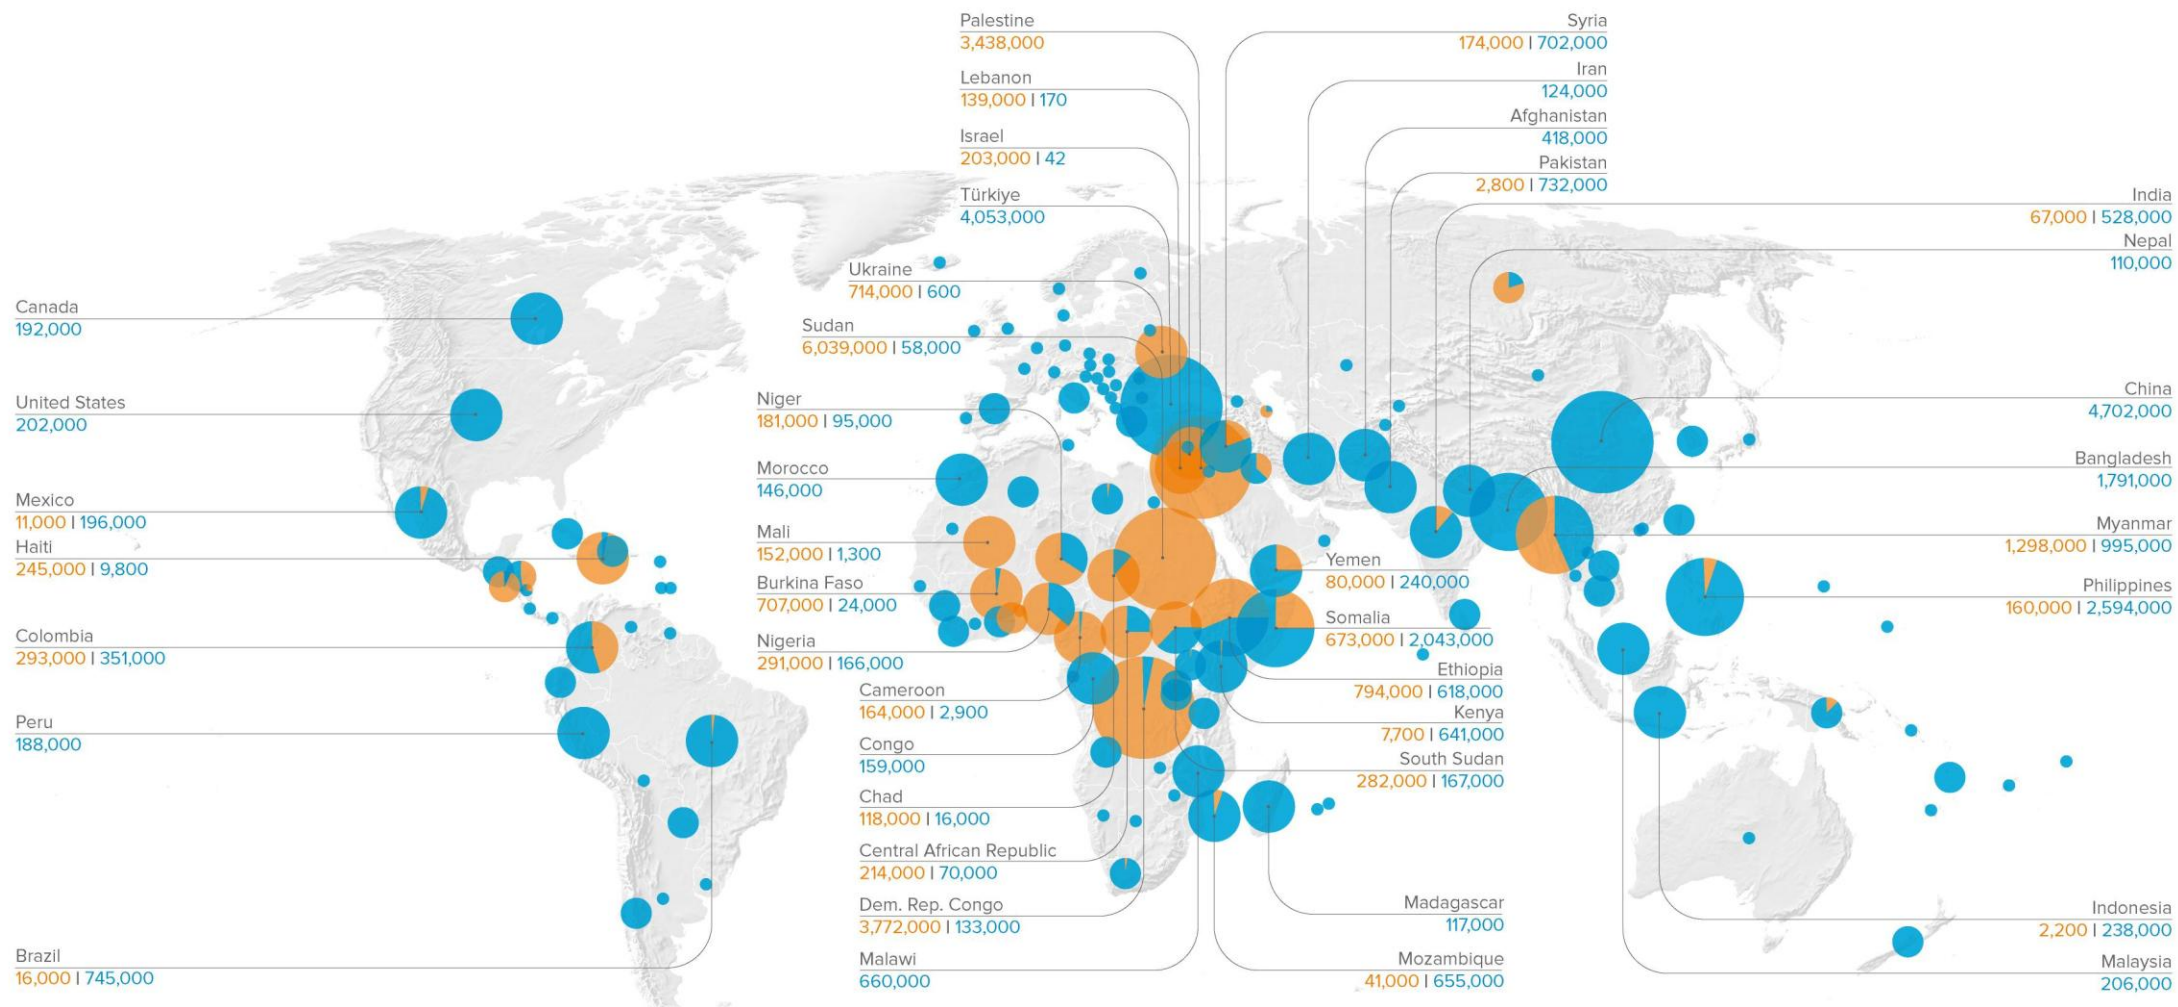 Palestine
3,438,000
Lebanon
139,000 | 170
Israel
203,000 | 42
Türkiye
4,053,000
Ukraine
714,000 | 600
Sudan
6,039,000 | 58,000
Niger
181,000 | 95,000
Morocco
146,000
Mali
152,000 | 1,300
Burkina Faso
707,000 | 24,000
Nigeria
291,000 | 166,000
Cameroon
164,000 | 2,900
Congo
159,000
Chad
118,000 | 16,000
Central African Republic
214,000 | 70,000
Dem. Rep. Congo
3,772,000 | 133,000
Malawi
660,000
Canada
192,000
United States
202,000
Mexico
11,000 | 196,000
Haiti
245,000 | 9,800
Colombia
293,000 | 351,000
Peru
188,000
Brazil
16,000 | 745,000
Syria
174,000 | 702,000
Iran
124,000
Afghanistan
418,000
Pakistan
2,800 | 732,000
India
67,000 | 528,000
Nepal
110,000
China
4,702,000
Bangladesh
1,791,000
Myanmar
1,298,000 | 995,000
Philippines
160,000 | 2,594,000
Yemen
80,000 | 240,000
Somalia
673,000 | 2,043,000
Ethiopia
794,000 | 618,000
Kenya
7,700 | 641,000
South Sudan
282,000 | 167,000
Madagascar
117,000
Mozambique
41,000 | 655,000
Indonesia
2,200 | 238,000
Malaysia
206,000